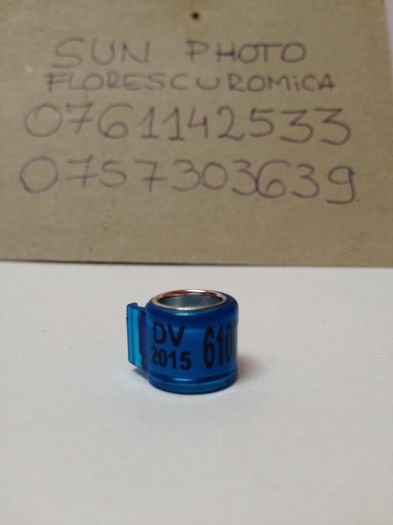 SUN PHOTO
FLORESCUROMICA
0761142533
0757303639
DV
2015
610